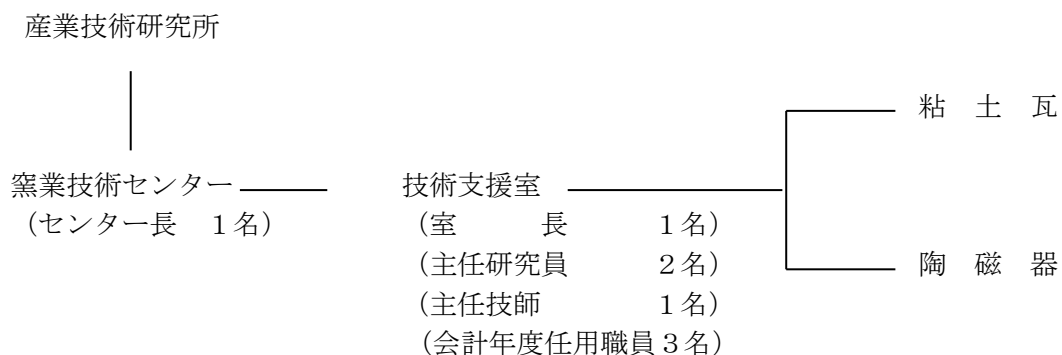 産業技術研究所
粘　土　瓦
窯業技術センター　技術支援室
（センター長　１名）　（室　　　長　　　１名）
（主任研究員　　　２名）　陶　磁　器
（主任技師　　　　１名）
（会計年度任用職員３名）